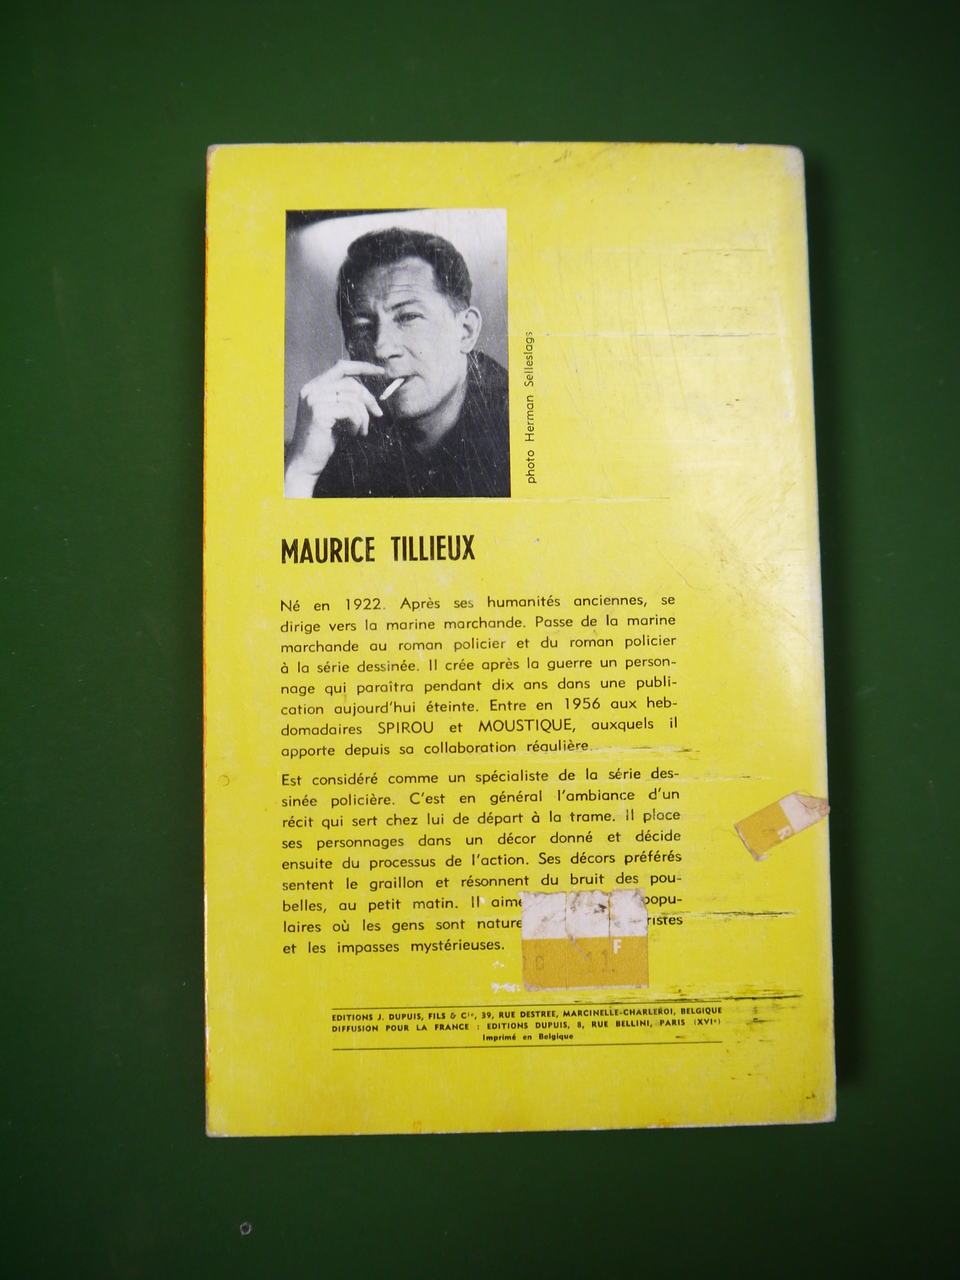 photo Herman Selleslags
MAURICE TILLIEUX
Né en 1922. Après ses humanités anciennes, se
dirige vers la marine marchande. Passe de la marine
marchande au roman policier et du roman policier
à la série dessinée. Il crée après la guerre un person-
nage qui paraîtra pendant dix ans dans une publi-
cation aujourd'hui éteinte. Entre en 1956 aux heb-
domadaires SPIROU et MOUSTIQUE, auxquels il
apporte depuis sa collaboration régulière.
Est considéré comme un spécialiste de la série des-
sinée policière. C'est en général l'ambiance d'un
récit qui sert chez lui de départ à la trame. Il place
ses personnages dans un décor donné et décide
ensuite du processus de l'action. Ses décors préférés
sentent le graillon et résonnent du bruit des pou-
belles, au petit matin. Il aime popu-
laires où les gens sont nature ristes
et les impasses mystérieuses.
F
11
R
EDITIONS J. DUPUIS, FILS & Cie, 39, RUE DESTREE, MARCINELLE-CHARLEROI, BELGIQUE
DIFFUSION POUR LA FRANCE : EDITIONS DUPUIS, 8, RUE BELLINI, PARIS (XVIe)
Imprimé en Belgique